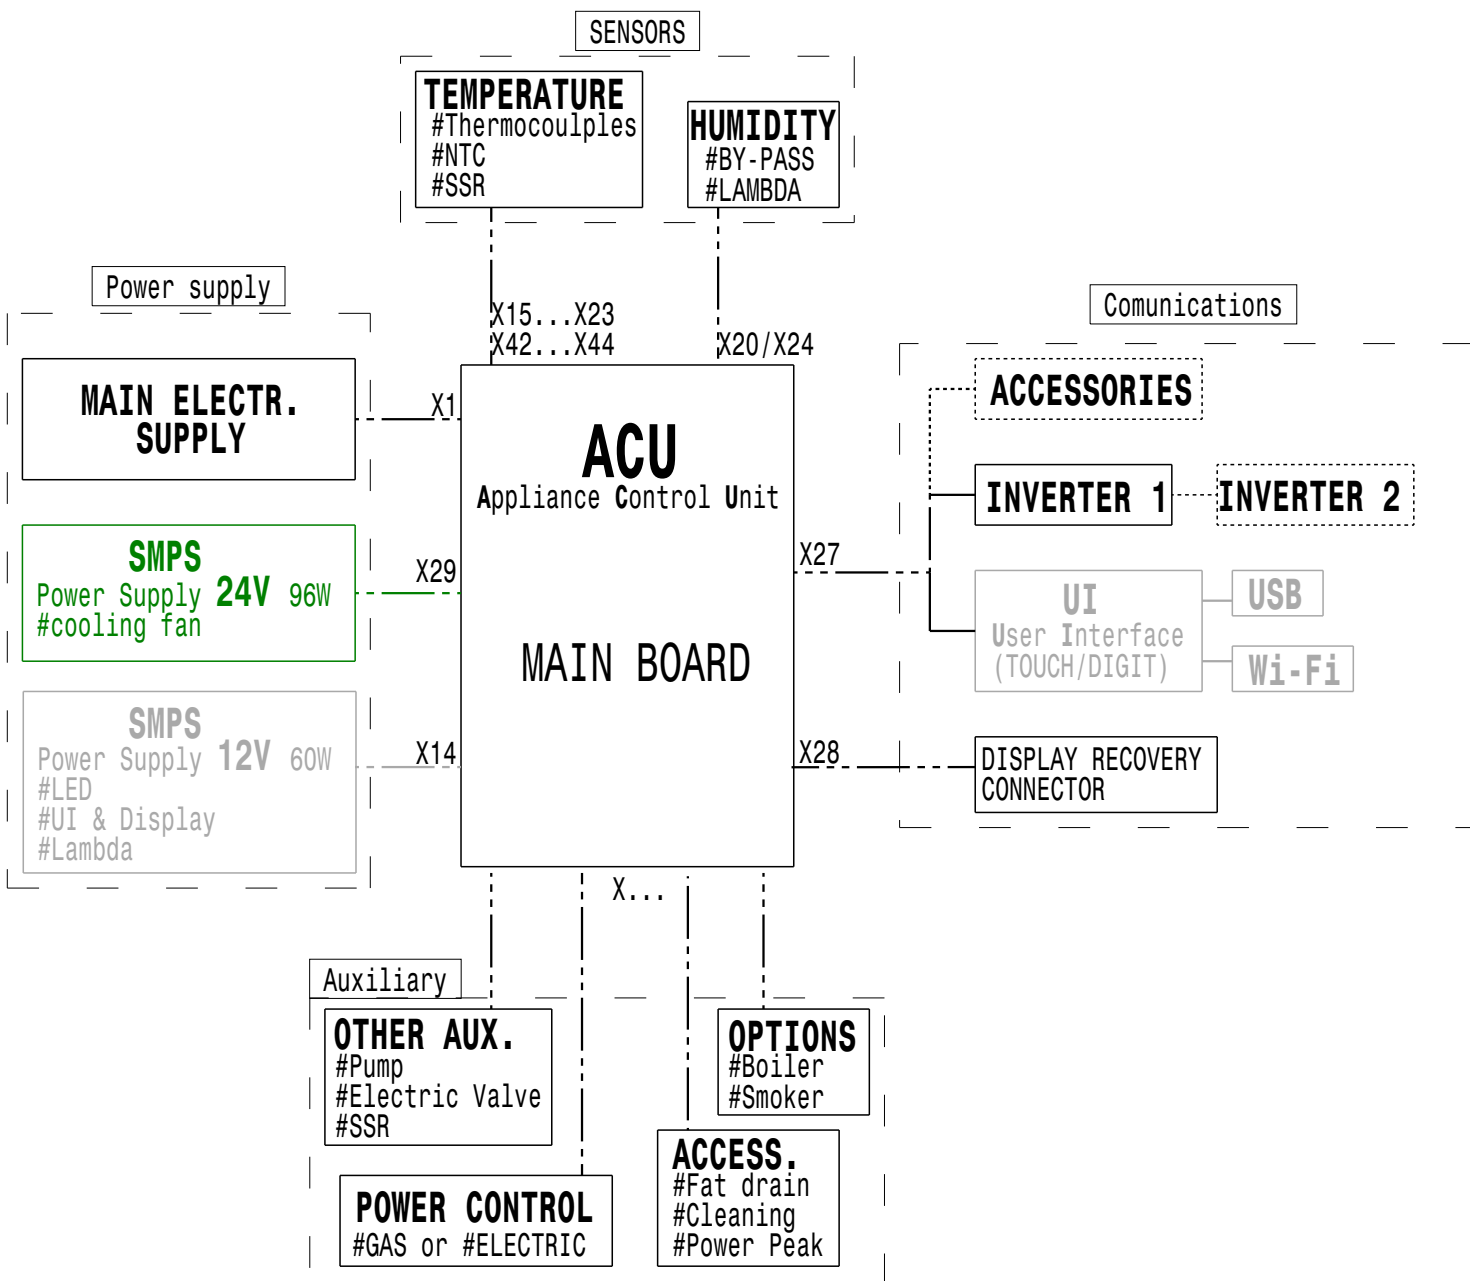 SENSORS
TEMPERATURE
#Thermocoulples
#NTC
#SSR
HUMIDITY
#BY-PASS
#LAMBDA
Power supply
X15...X23
X42...X44
X20/X24
Comunications
MAIN ELECTR.
SUPPLY
X1
ACU
Appliance Control Unit
MAIN BOARD
ACCESSORIES
INVERTER 1
INVERTER 2
SMPS
Power Supply 24V 96W
#cooling fan
X29
X27
UI
User Interface
(TOUCH/DIGIT)
USB
Wi-Fi
SMPS
Power Supply 12V 60W
#LED
#UI & Display
#Lambda
X14
X28
DISPLAY RECOVERY
CONNECTOR
X...
Auxiliary
OTHER AUX.
#Pump
#Electric Valve
#SSR
OPTIONS
#Boiler
#Smoker
POWER CONTROL
#GAS or #ELECTRIC
ACCESS.
#Fat drain
#Cleaning
#Power Peak